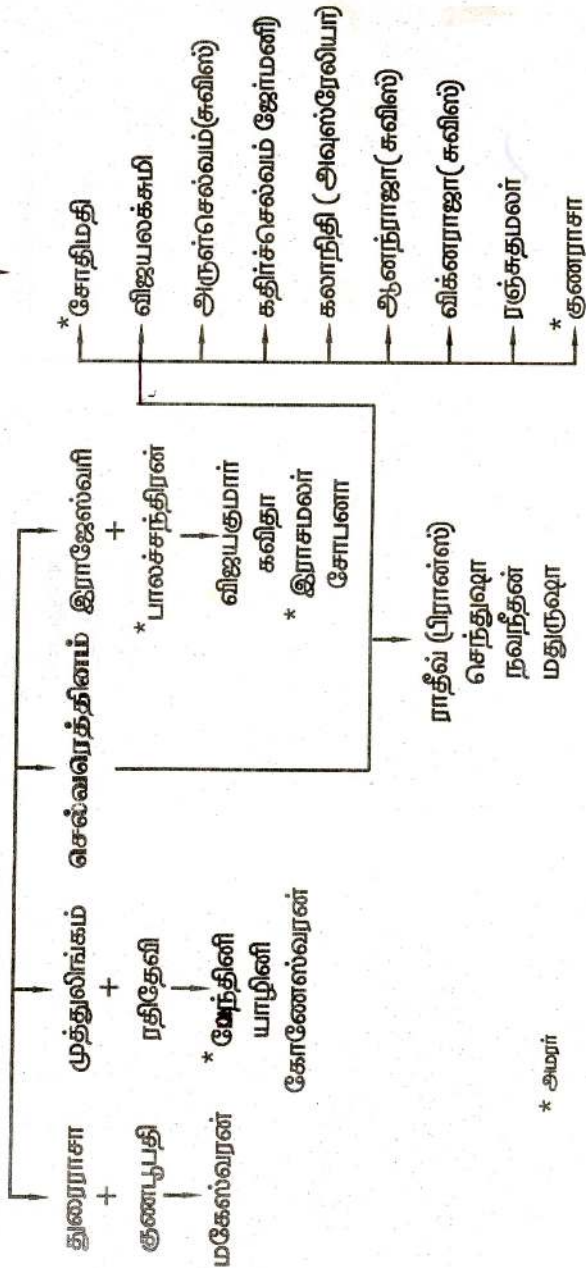 துரைராசா
+
குணபூபதி
மகேஸ்வரன்
முத்துலிங்கம்
+
ரதிதேவி
யாழினி
கோணேஸ்வரன்
செல்வரெத்தினம்
இராஜேஸ்வரி
+
* பாலச்சந்திரன்
விஜயகுமார்
கவிதா
* இராசமலர்
சோபனா
ராதீவ் (பிரான்ஸ்)
செந்துஷா
நவநீதன்
மதுருஷா
* சோதிமதி
விஜயலக்சுமி
அருள்செல்வம்(சுவிஸ்)
கதிர்ச்செல்வம் ஜேர்மனி)
கலாநிதி ( அவுஸ்ரேலியா)
ஆனந்ராஜா( சுவிஸ்)
விக்னராஜா( சுவிஸ்)
ரஞ்சுதமலர்
* குணராசா
* அமரர்